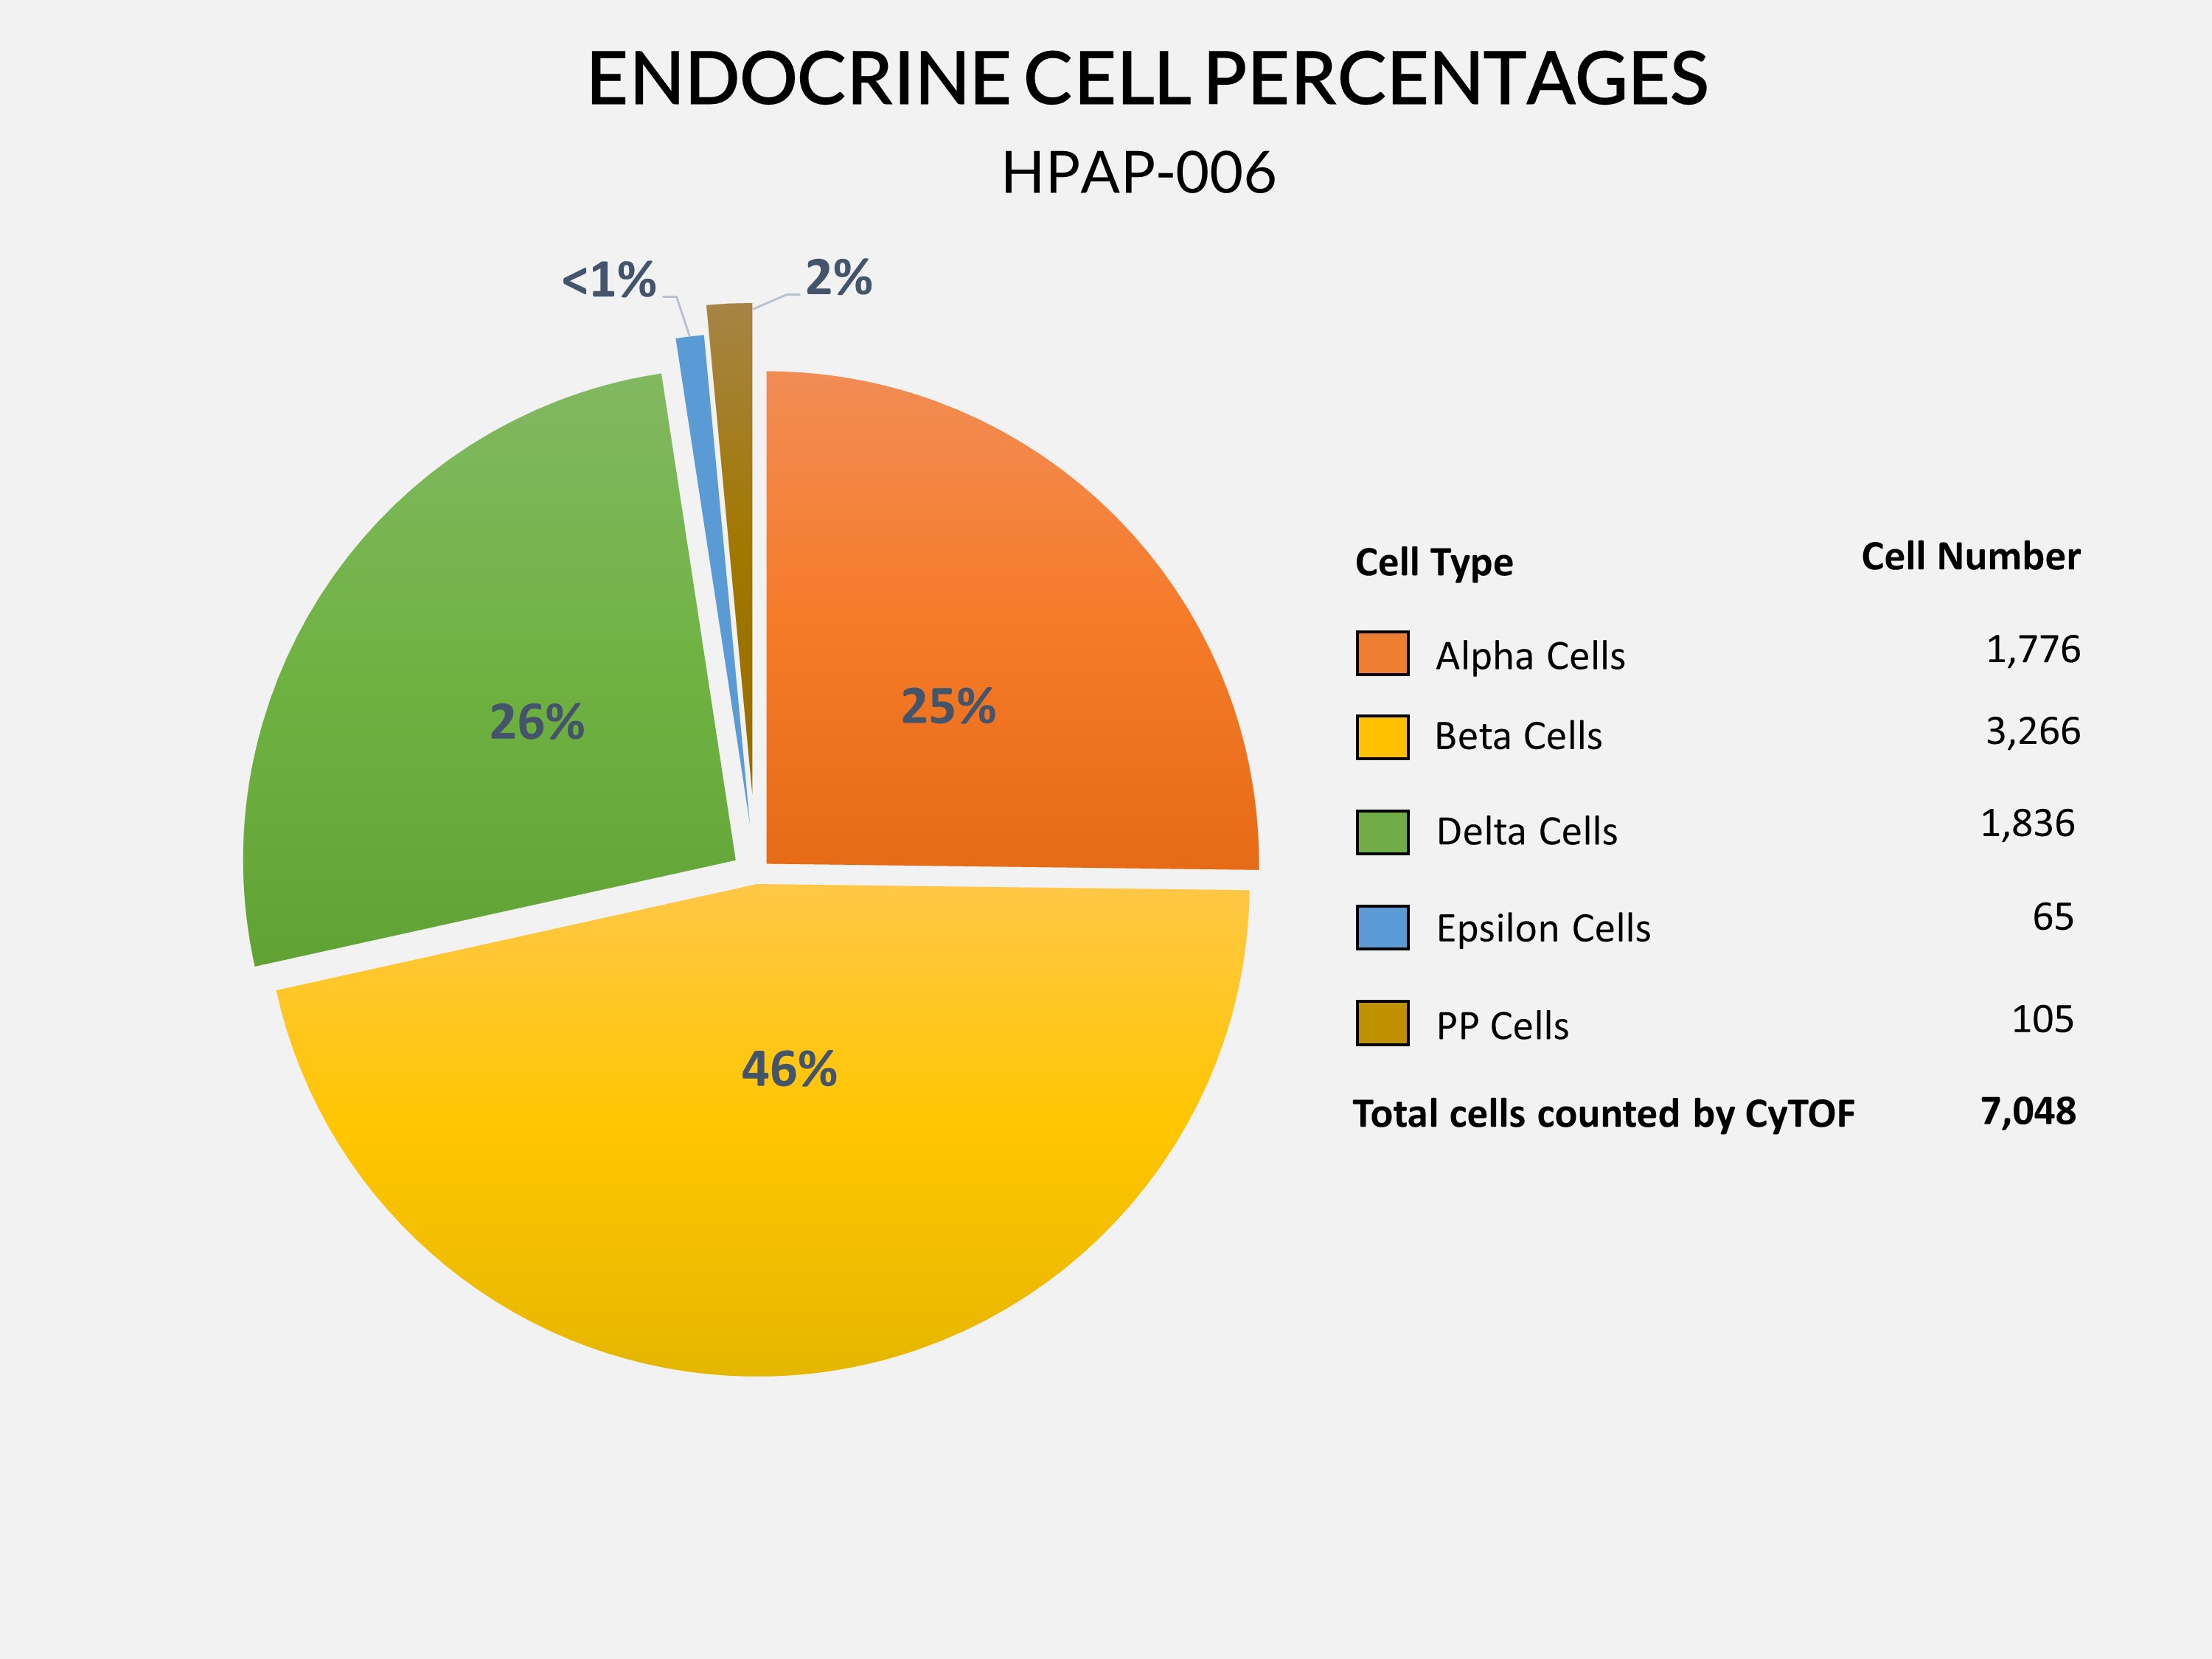 ENDOCRINE CELL PERCENTAGES
HPAP-006
<1%
2%
26%
25%
46%
Cell Type Cell Number
Alpha Cells 1,776
Beta Cells 3,266
Delta Cells 1,836
Epsilon Cells 65
PP Cells 105
Total cells counted by CyTOF 7,048